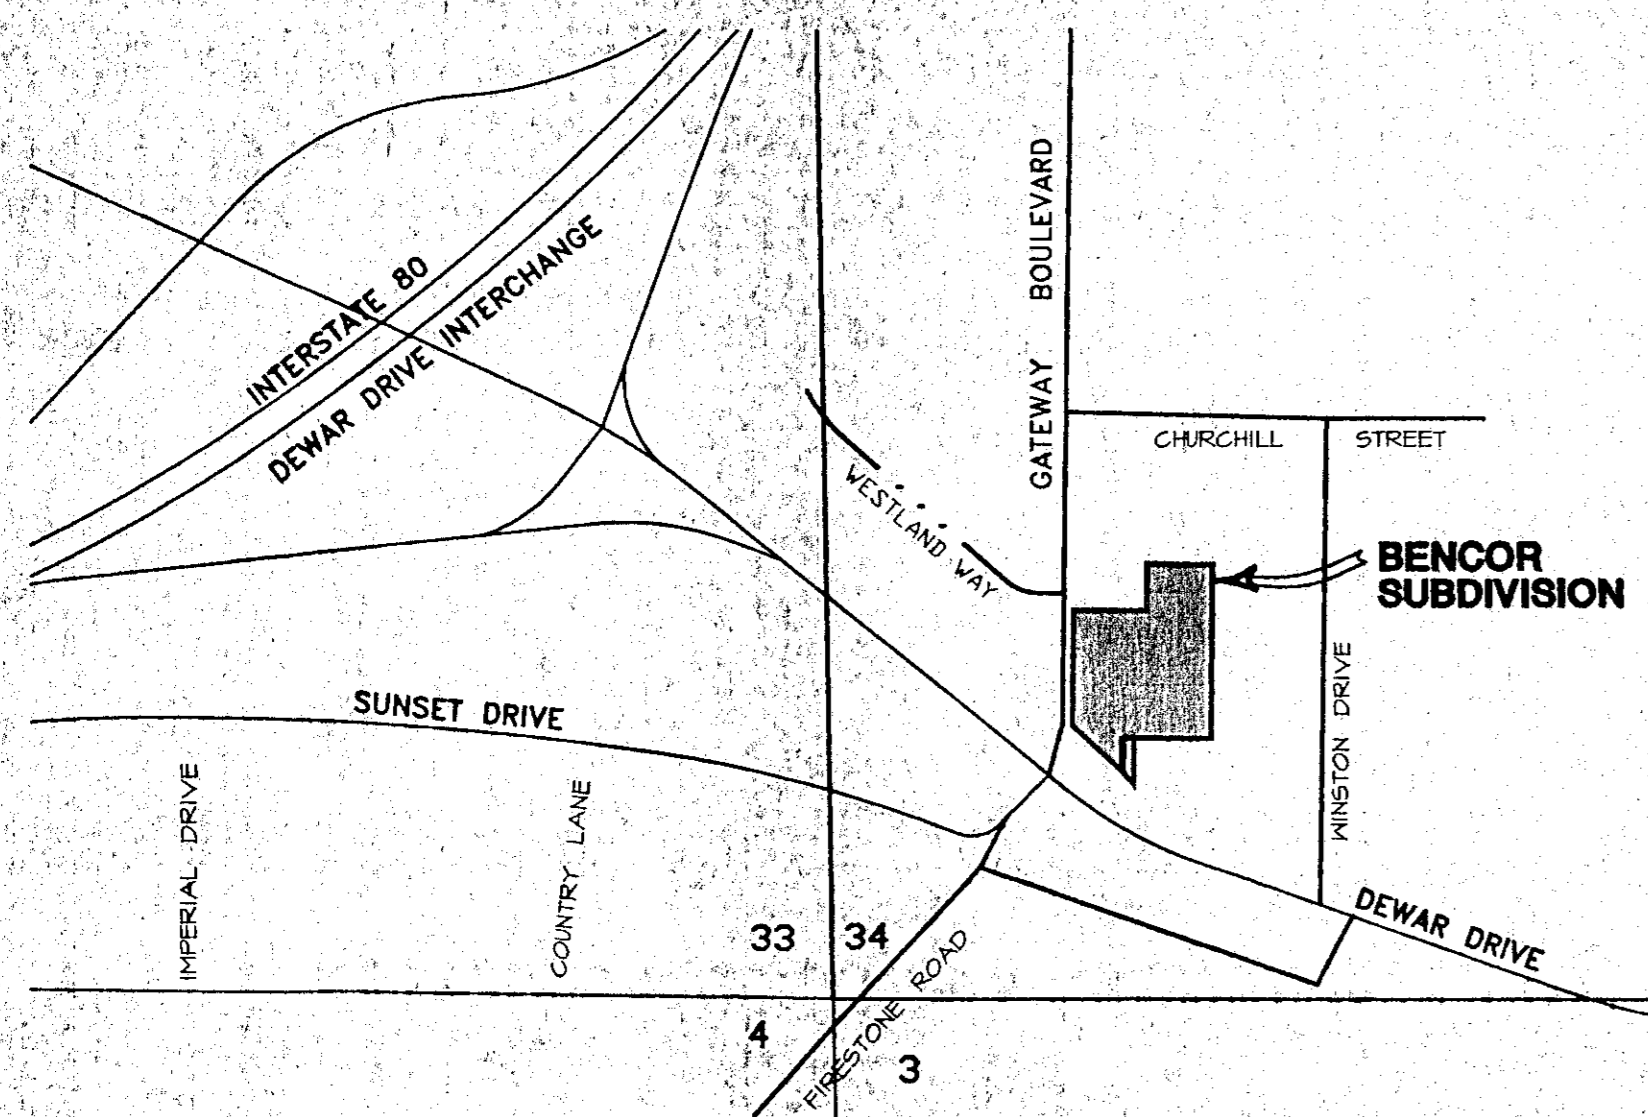 GATEWAY BOULEVARD
INTERSTATE 80
DEWAR DRIVE INTERCHANGE
CHURCHILL STREET
WESTLAND WAY
BENCOR
SUBDIVISION
WINSTON DRIVE
SUNSET DRIVE
IMPERIAL DRIVE
COUNTRY LANE
DEWAR DRIVE
33 34
FIRESTONE ROAD
4 3